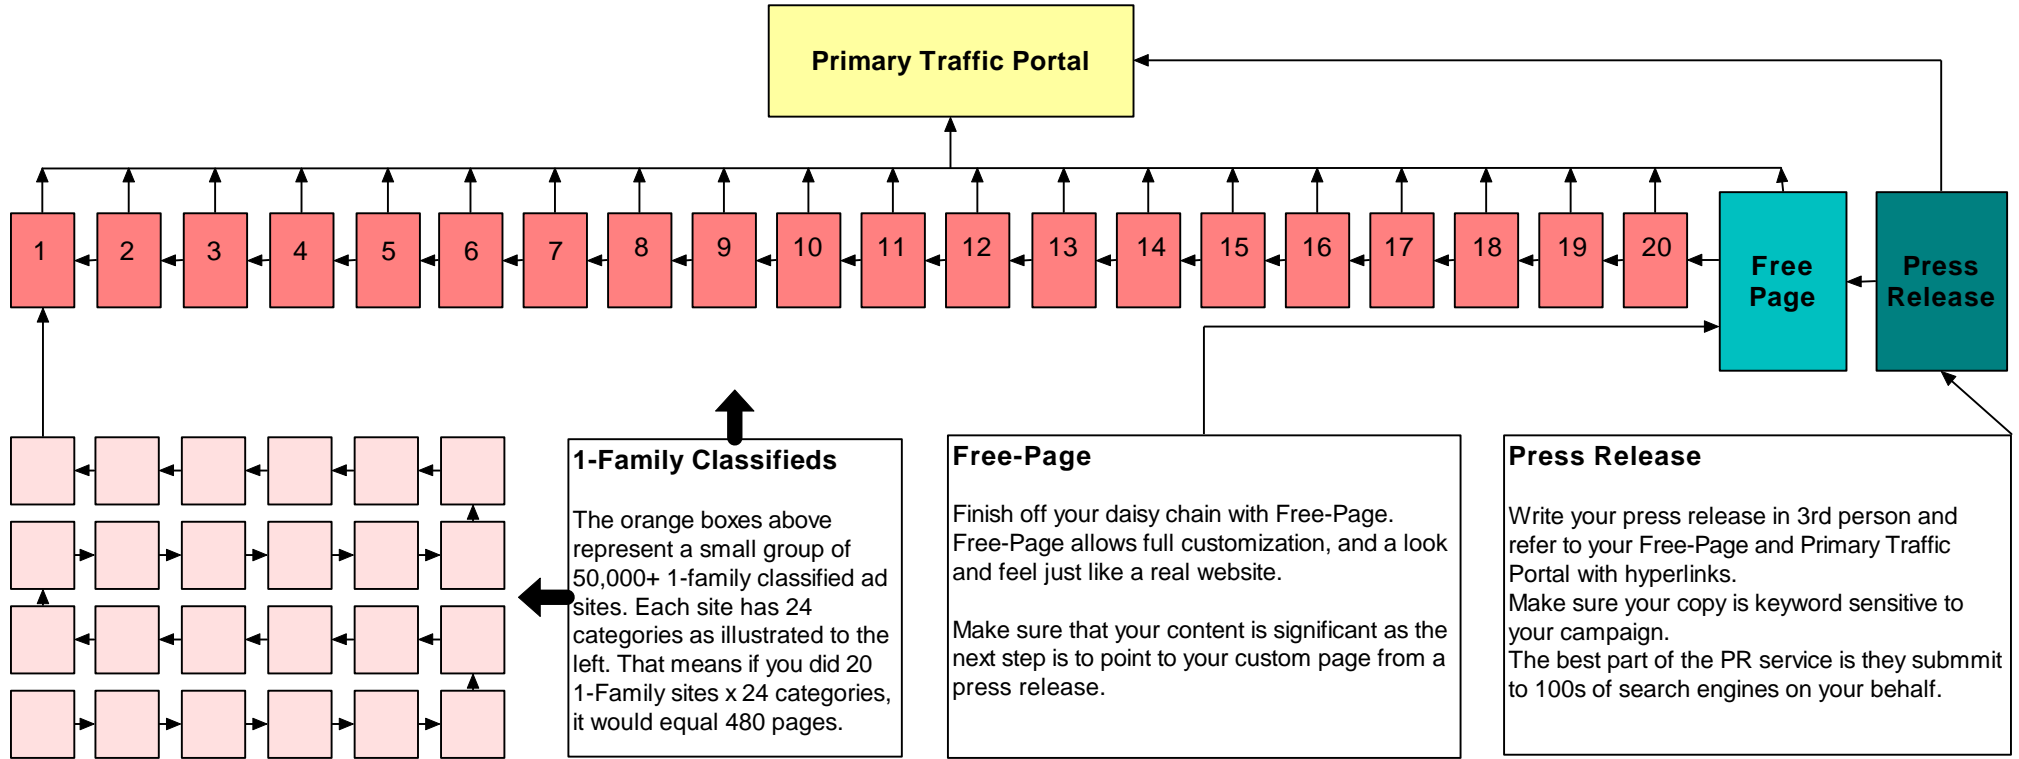 Primary Traffic Portal
1
2
3
4
5
6
7
8
9
10
11
12
13
14
15
16
17
18
19
20
Free
Page
Press
Release
1-Family Classifieds
The orange boxes above
represent a small group of
50,000+ 1-family classified ad
sites. Each site has 24
categories as illustrated to the
left. That means if you did 20
1-Family sites x 24 categories,
it would equal 480 pages.
Free-Page
Finish off your daisy chain with Free-Page.
Free-Page allows full customization, and a look
and feel just like a real website.
Make sure that your content is significant as the
next step is to point to your custom page from a
press release.
Press Release
Write your press release in 3rd person and
refer to your Free-Page and Primary Traffic
Portal with hyperlinks.
Make sure your copy is keyword sensitive to
your campaign.
The best part of the PR service is they submmit
to 100s of search engines on your behalf.